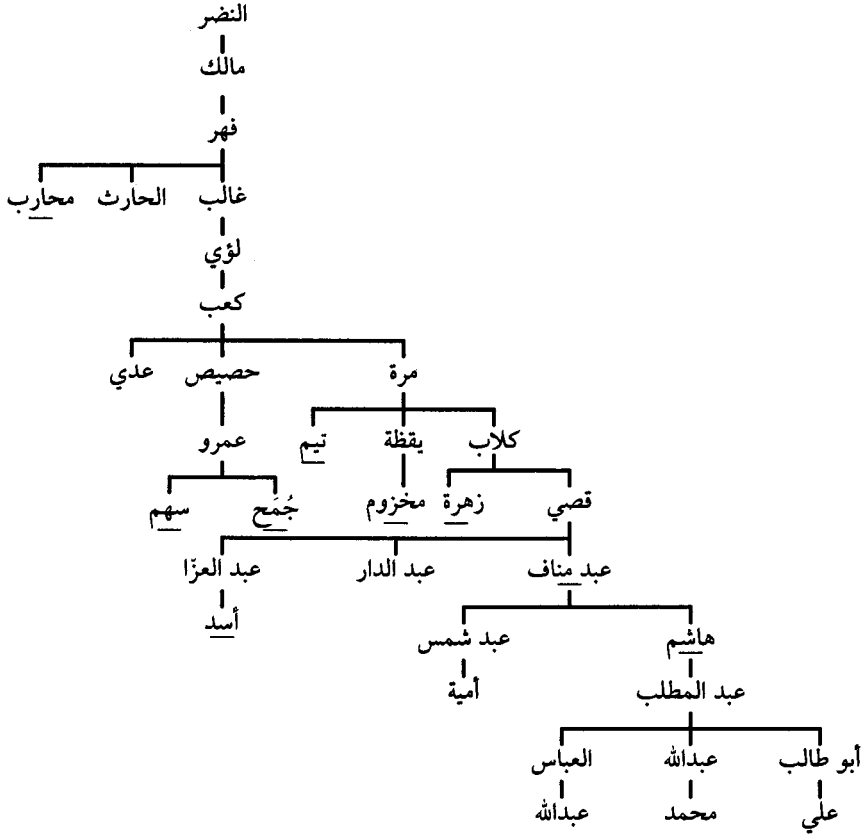 النضر
مالك
فهر
غالب الحارث محارب
لؤي
كعب
مرة حصيص عدي
كلاب يقظة تيم عمرو
قصي زهرة مخزوم جُمَح سهم
عبد مناف عبد الدار عبد العزّا
أسد
هاشم عبد شمس
عبد المطلب أمية
أبو طالب عبدالله العباس
علي محمد عبدالله